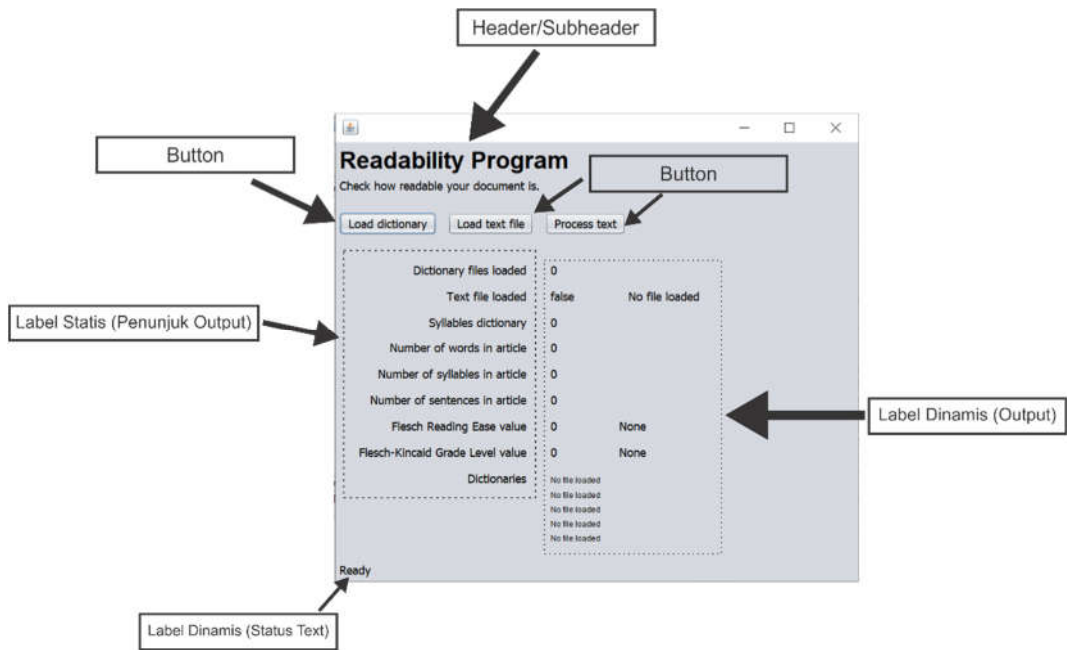 Header/Subheader
Button
Readability Program
Check how readable your document is.
Button
Load dictionary Load text file Process text
Dictionary files loaded 0
Text file loaded false No file loaded
Label Statis (Penunjuk Output)
Syllables dictionary 0
Number of words in article 0
Number of syllables in article 0
Number of sentences in article 0
Label Dinamis (Output)
Flesch Reading Ease value 0 None
Flesch-Kincaid Grade Level value 0 None
Dictionaries No file loaded
No file loaded
No file loaded
No file loaded
No file loaded
Ready
Label Dinamis (Status Text)